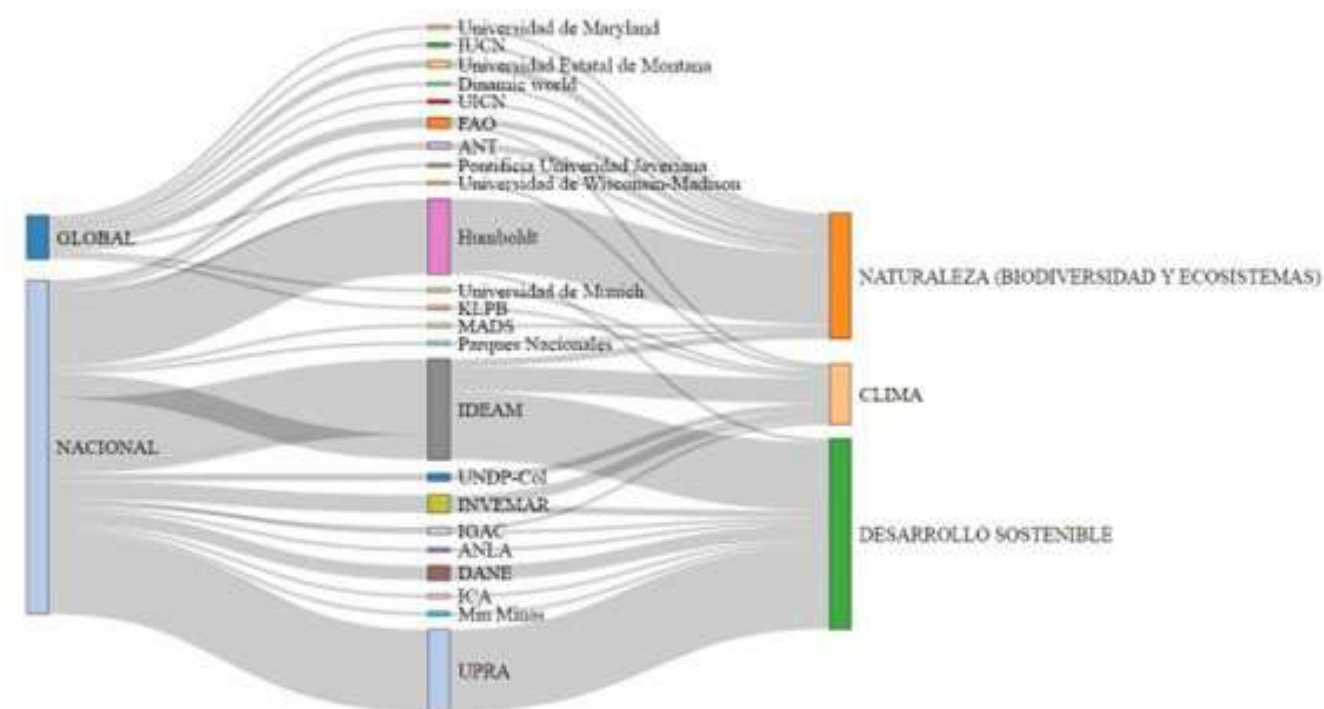 Universidad de Maryland
IUCN
Universidad Estatal de Montana
Dinamic world
UICN
FAO
ANT
Pontificia Univeridad Javeriana
Universidad de Wisconsin-Madison
GLOBAL
Humboldt
NATURALEZA (BIODIVERSIDAD Y ECOSISTEMAS)
Universidad de Munich
KLPB
MADS
Parques Nacionales
CLIMA
IDEAM
NACIONAL
UNDP-Col
INVEMAR
IGAC
DESARROLLO SOSTENIBLE
ANLA
DANE
ICA
Min Minas
UPRA